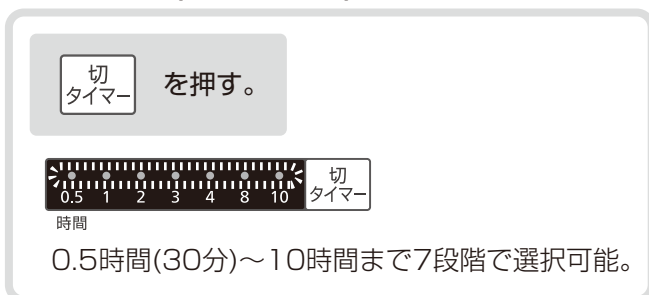 切
タイマー
を押す。
0.5 1 2 3 4 8 10
切
タイマー
時間
0.5時間(30分)～10時間まで7段階で選択可能。